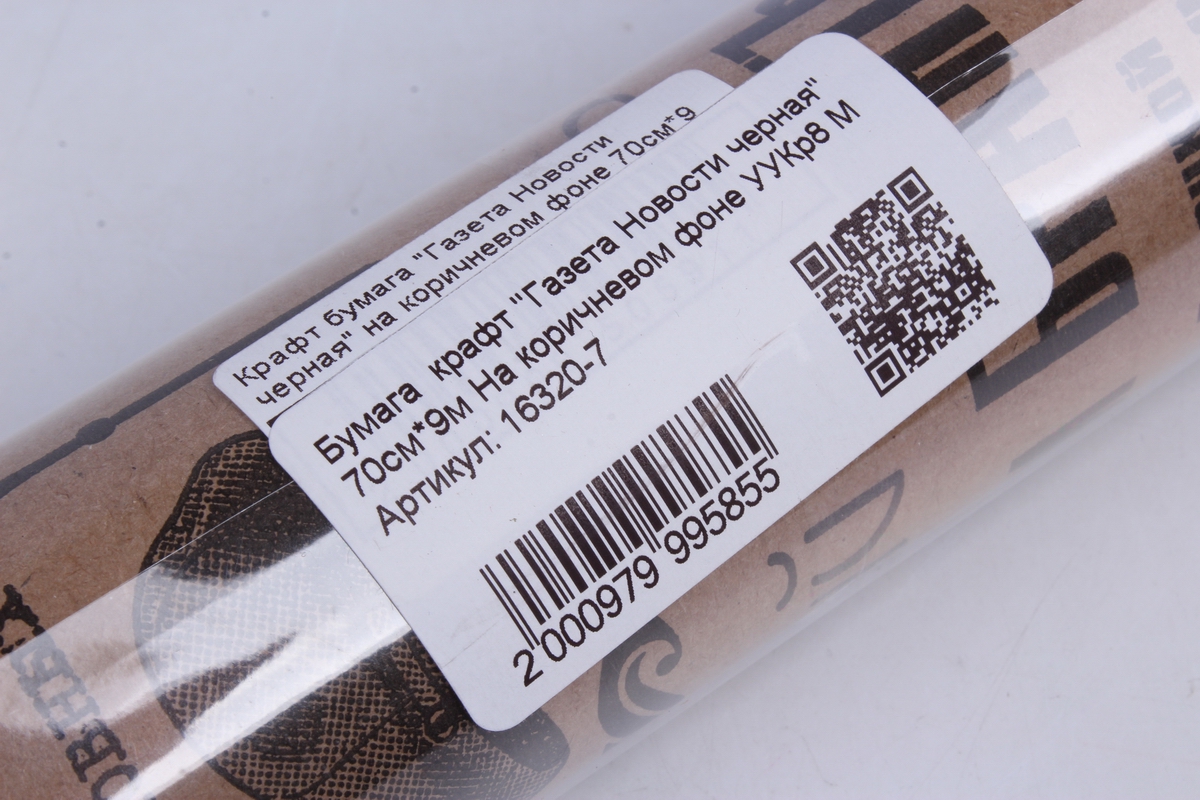 Крафт бумага "Газета Новости
черная" на коричневом фоне 70см*9
Бумага крафт "Газета Новости черная"
70см*9м На коричневом фоне УУКр8 М
Артикул: 16320-7
2000979 995855